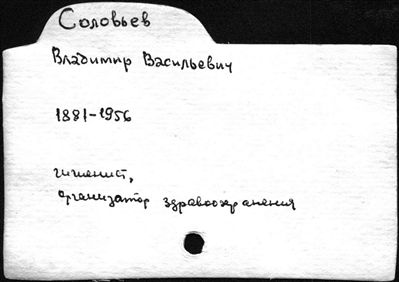 Соловьев
Владимир Васильевич
1881-1956
гигиенист,
организатор здравоохранения